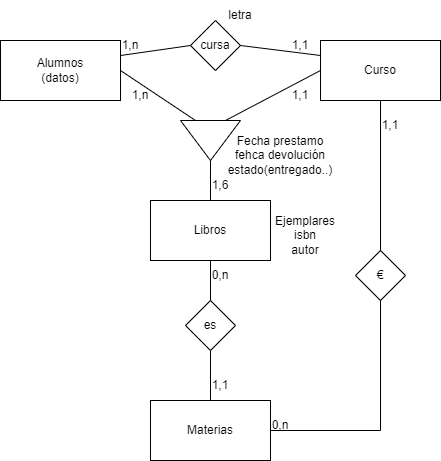 letra
1,n
cursa
1,1
Alumnos
(datos)
Curso
1,n
1,1
1,1
Fecha prestamo
fehca devolución
estado(entregado..)
1,6
Libros
Ejemplares
isbn
autor
0,n
€
es
1,1
Materias
0,n